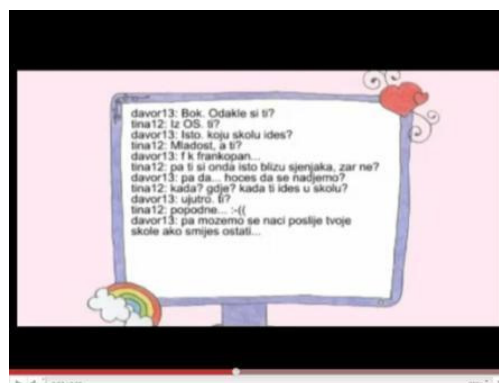 davor13: Bok. Odakle si ti?
tina12: Iz OS. ti?
davor13: Isto. koju skolu ides?
tina12: Mladost, a ti?
davor13: f k frankopan...
tina12: pa ti si onda isto blizu sjenjaka, zar ne?
davor13: pa da... hoces da se nadjemo?
tina12: kada? gdje? kada ti ides u skolu?
davor13: ujutro. ti?
tina12: popodne... :-((
davor13: pa mozemo se naci poslije tvoje
skole ako smijes ostati...